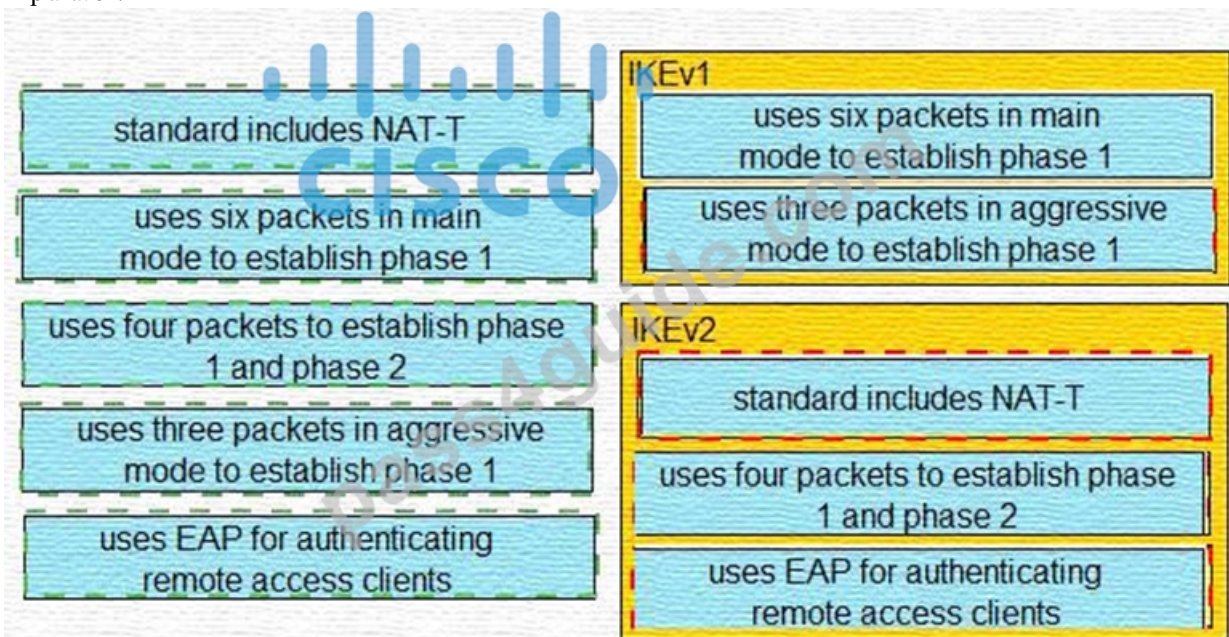 standard includes NAT-T
uses six packets in main
mode to establish phase 1
uses four packets to establish phase
1 and phase 2
uses three packets in aggressive
mode to establish phase 1
uses EAP for authenticating
remote access clients
IKEv1
uses six packets in main
mode to establish phase 1
uses three packets in aggressive
mode to establish phase 1
IKEv2
standard includes NAT-T
uses four packets to establish phase
1 and phase 2
uses EAP for authenticating
remote access clients
CISCO
pass4guide.com